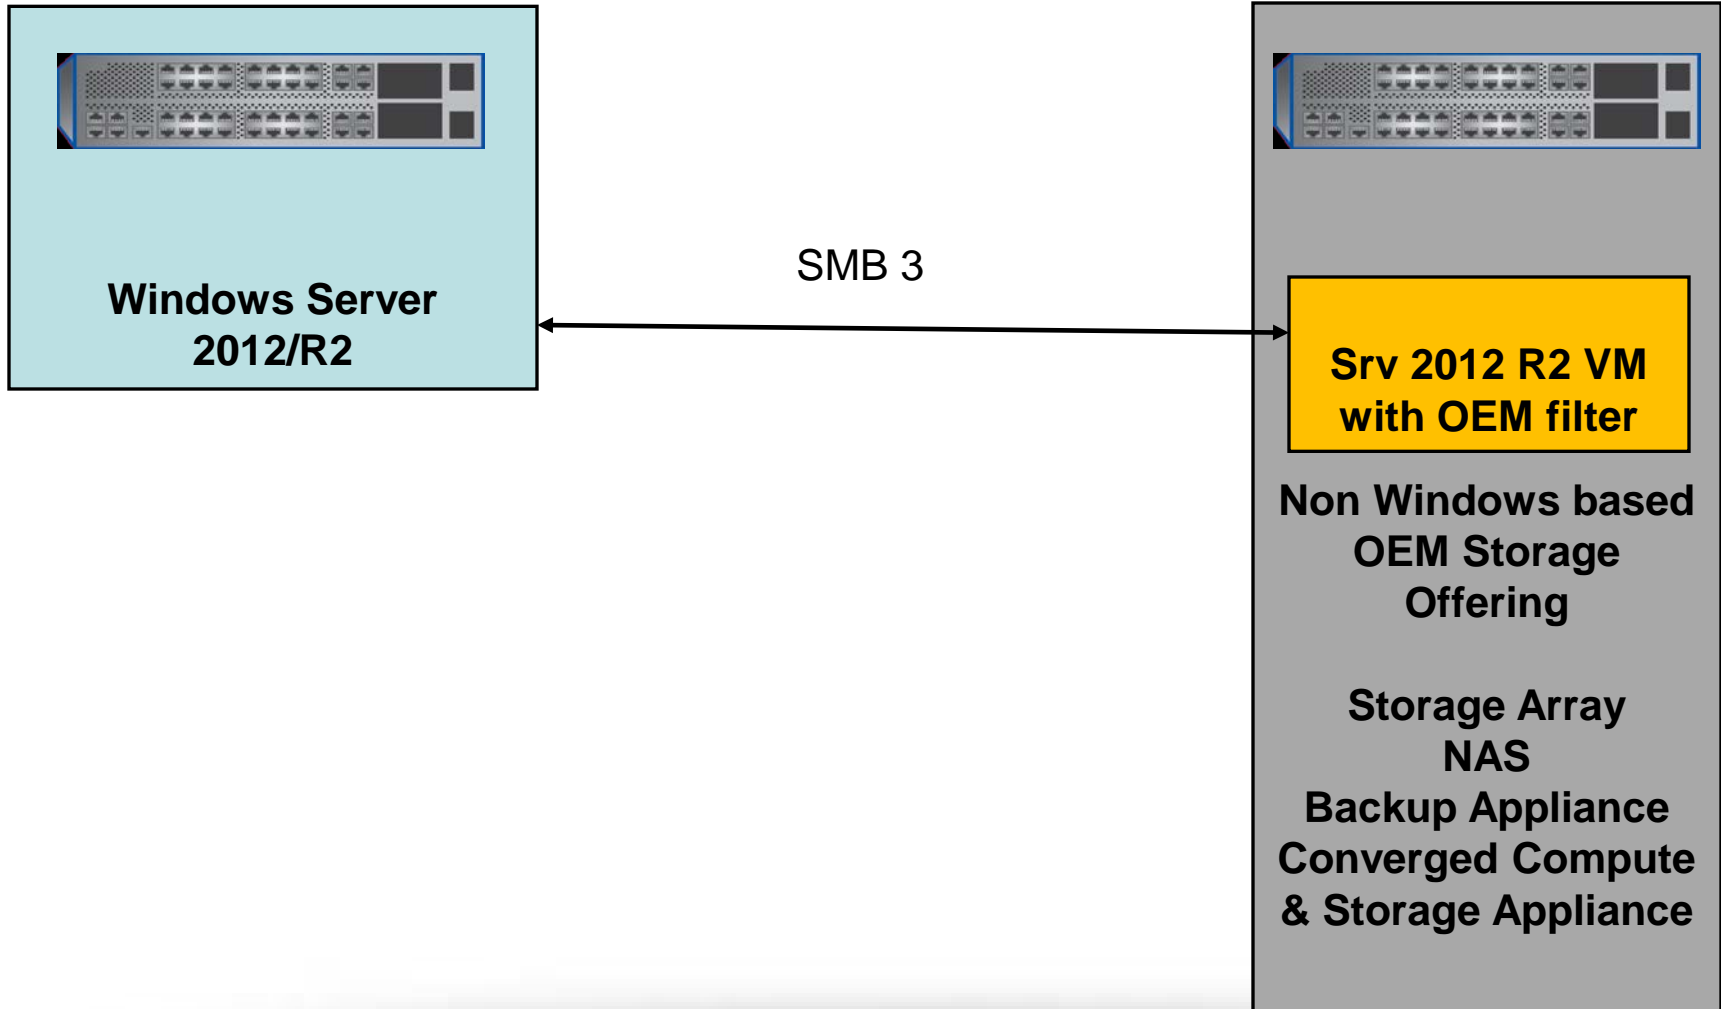 Windows Server
2012/R2
SMB 3
Srv 2012 R2 VM
with OEM filter
Non Windows based
OEM Storage
Offering
Storage Array
NAS
Backup Appliance
Converged Compute
& Storage Appliance